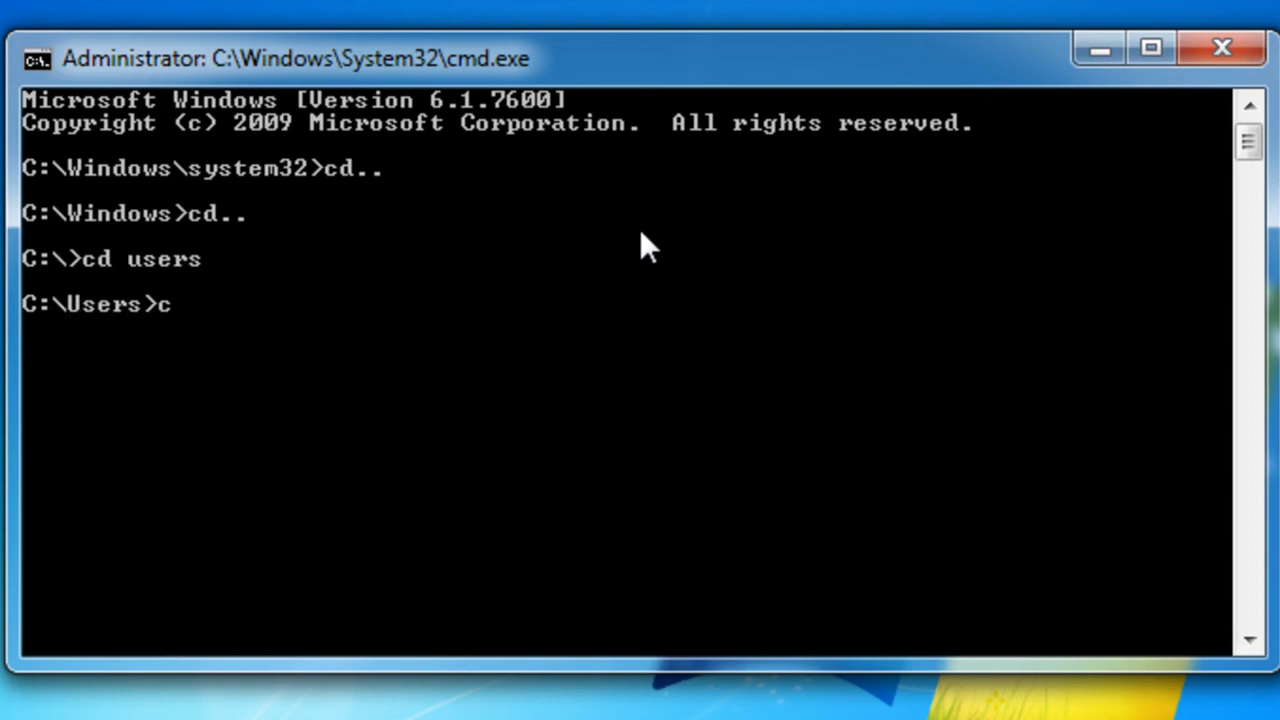 Administrator: C:\Windows\System32\cmd.exe
Microsoft Windows [Version 6.1.7600]
Copyright (c) 2009 Microsoft Corporation.  All rights reserved.
C:\Windows\system32>cd..
C:\Windows>cd..
C:\>cd users
C:\Users>c